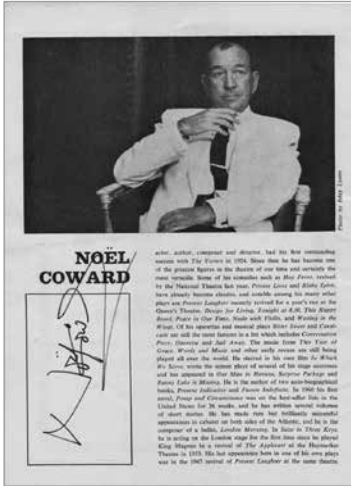 Photo by Eddy Lyons
NOËL
COWARD
actor, author, composer and director, had his first outstanding
success with The Vortex in 1924. Since then he has become one
of the greatest figures in the theatre of our time and certainly the
most versatile. Some of his comedies such as Hay Fever, revived
by the National Theatre last year, Private Lives and Blithe Spirit,
have already become classics, and notable among his many other
plays are Present Laughter recently revived for a year's run at the
Queen's Theatre, Design for Living, Tonight at 8.30, This Happy
Breed, Peace in Our Time, Nude with Violin, and Waiting in the
Wings. Of his operettas and musical plays Bitter Sweet and Caval-
cade are still the most famous in a list which includes Conversation
Piece, Operette and Sail Away. The music from This Year of
Grace, Words and Music and other early revues are still being
played all over the world. He starred in his own film In Which
We Serve, wrote the screen plays of several of his stage successes
and has appeared in Our Man in Havana, Surprise Package and
Bunny Lake is Missing. He is the author of two auto-biographical
books, Present Indicative and Future Indefinite. In 1960 his first
novel, Pomp and Circumstance was on the best-seller lists in the
United States for 26 weeks, and he has written several volumes
of short stories. He has made rare but brilliantly successful
appearances in cabaret on both sides of the Atlantic, and he is the
composer of a ballet, London Morning. In Suite in Three Keys
he is acting on the London stage for the first time since he played
King Magnus in a revival of The Applecart at the Haymarket
Theatre in 1953. His last appearance here in one of his own plays
was in the 1947 revival of Present Laughter at the same theatre.